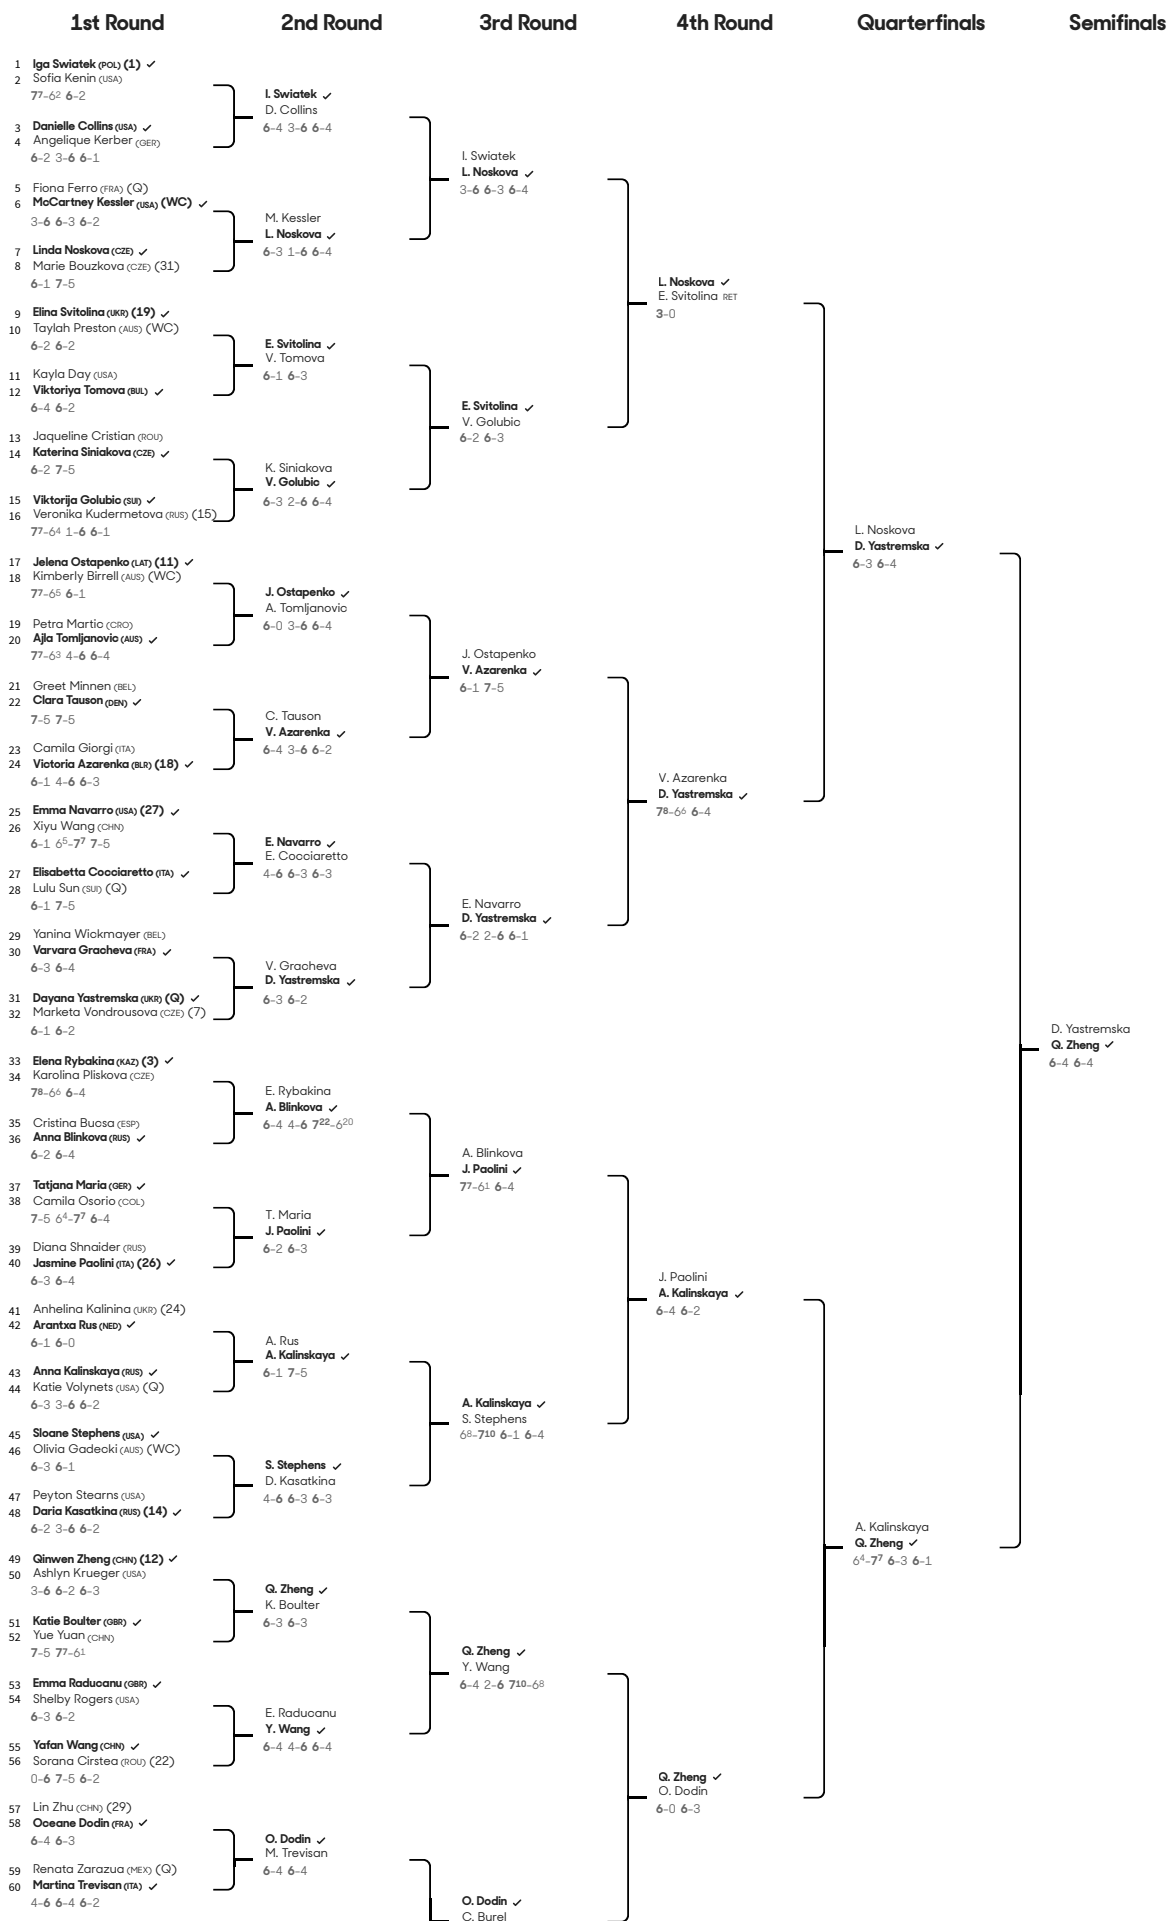 1st Round
2nd Round
3rd Round
4th Round
Quarterfinals
Semifinals
1 Iga Swiatek (POL) (1) ✓
2 Sofia Kenin (USA)
7⁷-6² 6-2
3 Danielle Collins (USA) ✓
4 Angelique Kerber (GER)
6-2 3-6 6-1
5 Fiona Ferro (FRA) (Q)
6 McCartney Kessler (USA) (WC) ✓
3-6 6-3 6-2
7 Linda Noskova (CZE) ✓
8 Marie Bouzkova (CZE) (31)
6-1 7-5
9 Elina Svitolina (UKR) (19) ✓
10 Taylah Preston (AUS) (WC)
6-2 6-2
11 Kayla Day (USA)
12 Viktoriya Tomova (BUL) ✓
6-4 6-2
13 Jaqueline Cristian (ROU)
14 Katerina Siniakova (CZE) ✓
6-2 7-5
15 Viktorija Golubic (SUI) ✓
16 Veronika Kudermetova (RUS) (15)
7⁷-6⁴ 1-6 6-1
17 Jelena Ostapenko (LAT) (11) ✓
18 Kimberly Birrell (AUS) (WC)
7⁷-6⁵ 6-1
19 Petra Martic (CRO)
20 Ajla Tomljanovic (AUS) ✓
7⁷-6³ 4-6 6-4
21 Greet Minnen (BEL)
22 Clara Tauson (DEN) ✓
7-5 7-5
23 Camila Giorgi (ITA)
24 Victoria Azarenka (BLR) (18) ✓
6-1 4-6 6-3
25 Emma Navarro (USA) (27) ✓
26 Xiyu Wang (CHN)
6-1 6⁵-7⁷ 7-5
27 Elisabetta Cocciaretto (ITA) ✓
28 Lulu Sun (SUI) (Q)
6-1 7-5
29 Yanina Wickmayer (BEL)
30 Varvara Gracheva (FRA) ✓
6-3 6-4
31 Dayana Yastremska (UKR) (Q) ✓
32 Marketa Vondrousova (CZE) (7)
6-1 6-2
33 Elena Rybakina (KAZ) (3) ✓
34 Karolina Pliskova (CZE)
7⁸-6⁶ 6-4
35 Cristina Bucsa (ESP)
36 Anna Blinkova (RUS) ✓
6-2 6-4
37 Tatjana Maria (GER) ✓
38 Camila Osorio (COL)
7-5 6⁴-7⁷ 6-4
39 Diana Shnaider (RUS)
40 Jasmine Paolini (ITA) (26) ✓
6-3 6-4
41 Anhelina Kalinina (UKR) (24)
42 Arantxa Rus (NED) ✓
6-1 6-0
43 Anna Kalinskaya (RUS) ✓
44 Katie Volynets (USA) (Q)
6-3 3-6 6-2
45 Sloane Stephens (USA) ✓
46 Olivia Gadecki (AUS) (WC)
6-3 6-1
47 Peyton Stearns (USA)
48 Daria Kasatkina (RUS) (14) ✓
6-2 3-6 6-2
49 Qinwen Zheng (CHN) (12) ✓
50 Ashlyn Krueger (USA)
3-6 6-2 6-3
51 Katie Boulter (GBR) ✓
52 Yue Yuan (CHN)
7-5 7⁷-6¹
53 Emma Raducanu (GBR) ✓
54 Shelby Rogers (USA)
6-3 6-2
55 Yafan Wang (CHN) ✓
56 Sorana Cirstea (ROU) (22)
0-6 7-5 6-2
57 Lin Zhu (CHN) (29)
58 Oceane Dodin (FRA) ✓
6-4 6-3
59 Renata Zarazua (MEX) (Q)
60 Martina Trevisan (ITA) ✓
4-6 6-4 6-2
I. Swiatek ✓
D. Collins
6-4 3-6 6-4
M. Kessler
L. Noskova ✓
6-3 1-6 6-4
E. Svitolina ✓
V. Tomova
6-1 6-3
K. Siniakova
V. Golubic ✓
6-3 2-6 6-4
J. Ostapenko ✓
A. Tomljanovic
6-0 3-6 6-4
C. Tauson
V. Azarenka ✓
6-4 3-6 6-2
E. Navarro ✓
E. Cocciaretto
4-6 6-3 6-3
V. Gracheva
D. Yastremska ✓
6-3 6-2
E. Rybakina
A. Blinkova ✓
6-4 4-6 7²²-6²⁰
T. Maria
J. Paolini ✓
6-2 6-3
A. Rus
A. Kalinskaya ✓
6-1 7-5
S. Stephens ✓
D. Kasatkina
4-6 6-3 6-3
Q. Zheng ✓
K. Boulter
6-3 6-3
E. Raducanu
Y. Wang ✓
6-4 4-6 6-4
O. Dodin ✓
M. Trevisan
6-4 6-4
I. Swiatek
L. Noskova ✓
3-6 6-3 6-4
E. Svitolina ✓
V. Golubic
6-2 6-3
J. Ostapenko
V. Azarenka ✓
6-1 7-5
E. Navarro
D. Yastremska ✓
6-2 2-6 6-1
A. Blinkova
J. Paolini ✓
7⁷-6¹ 6-4
A. Kalinskaya ✓
S. Stephens
6⁸-7¹⁰ 6-1 6-4
Q. Zheng ✓
Y. Wang
6-4 2-6 7¹⁰-6⁸
O. Dodin ✓
C. Burel
L. Noskova ✓
E. Svitolina RET
3-0
V. Azarenka
D. Yastremska ✓
7⁸-6⁶ 6-4
J. Paolini
A. Kalinskaya ✓
6-4 6-2
Q. Zheng ✓
O. Dodin
6-0 6-3
L. Noskova
D. Yastremska ✓
6-3 6-4
A. Kalinskaya
Q. Zheng ✓
6⁴-7⁷ 6-3 6-1
D. Yastremska
Q. Zheng ✓
6-4 6-4